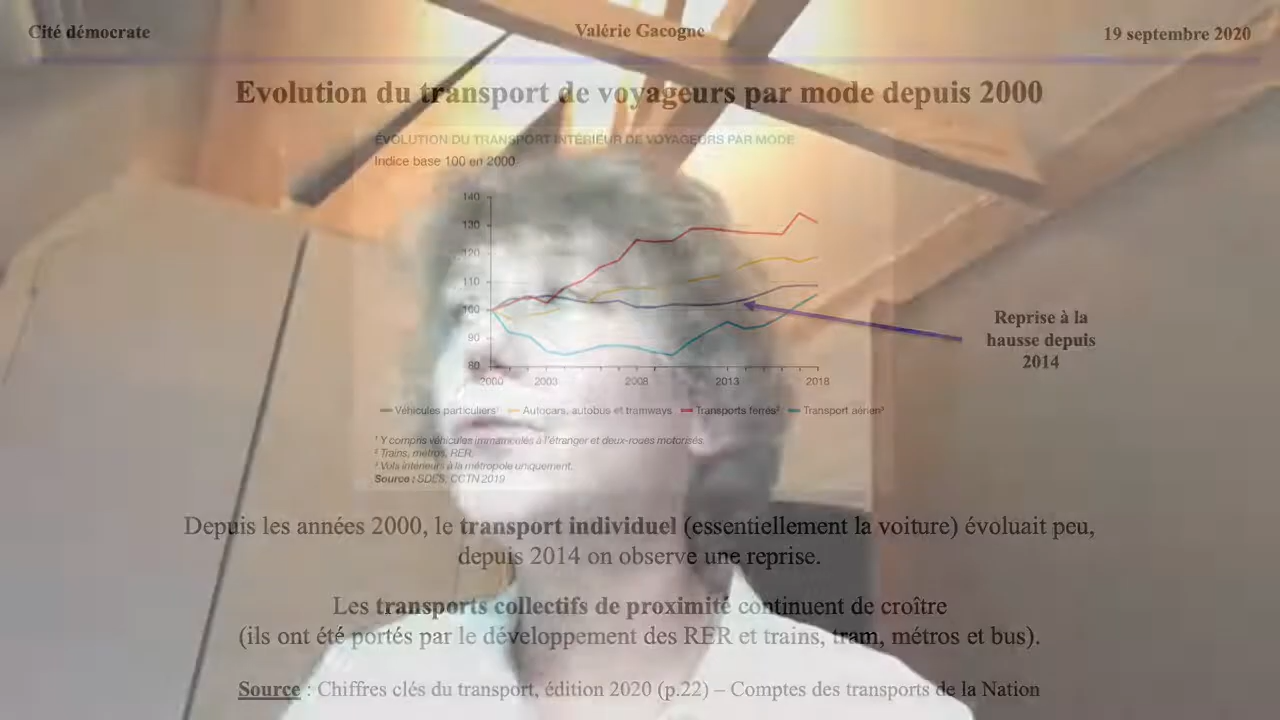 Cité démocrate
Valérie Gacogne
19 septembre 2020
Evolution du transport de voyageurs par mode depuis 2000
ÉVOLUTION DU TRANSPORT INTÉRIEUR DE VOYAGEURS PAR MODE
Indice base 100 en 2000
140
130
120
110
100
90
80
2000
2003
2008
2013
2018
Reprise à la
hausse depuis
2014
Véhicules particuliers¹
Autocars, autobus et tramways
Transports ferrés²
Transport aérien³
¹ Y compris véhicules immatriculés à l'étranger et deux-roues motorisés.
² Trains, métros, RER.
³ Vols intérieurs à la métropole uniquement.
Source : SDES, CCTN 2019
Depuis les années 2000, le transport individuel (essentiellement la voiture) évoluait peu,
depuis 2014 on observe une reprise.
Les transports collectifs de proximité continuent de croître
(ils ont été portés par le développement des RER et trains, tram, métros et bus).
Source : Chiffres clés du transport, édition 2020 (p.22) – Comptes des transports de la Nation